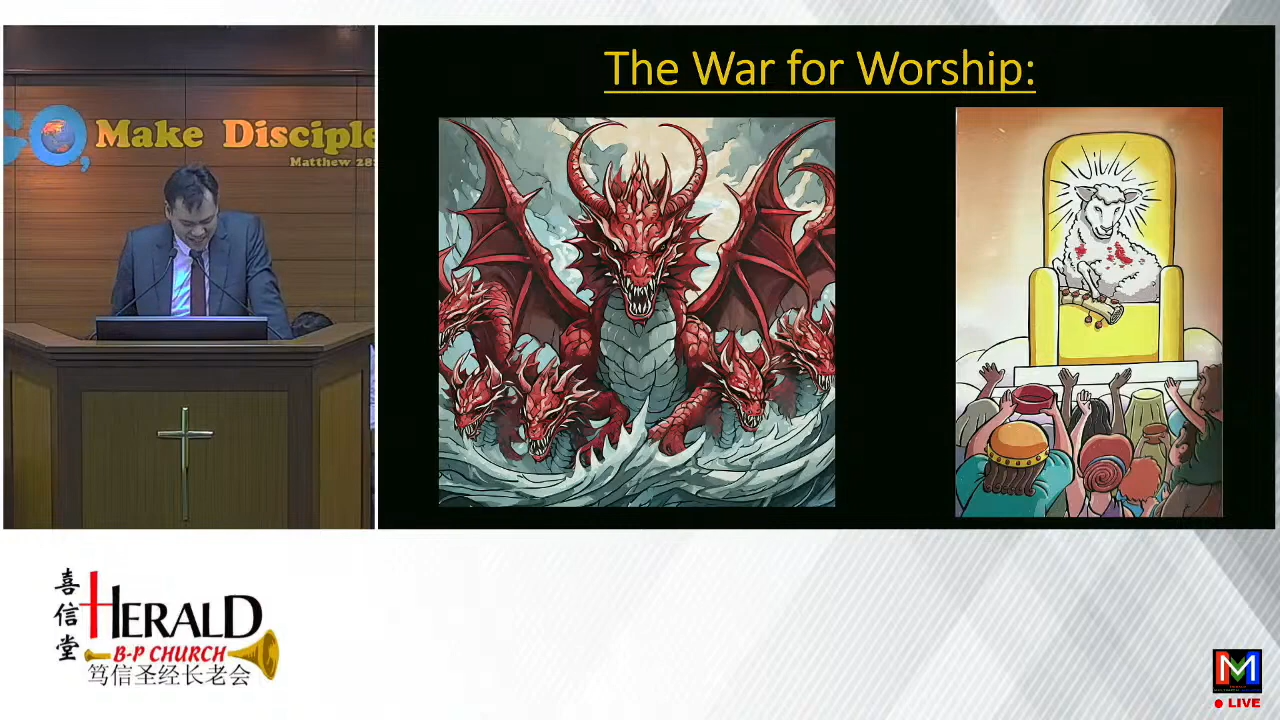 The War for Worship:
Make Disciple
Matthew 28
喜信堂
HERALD
B-P CHURCH
笃信圣经长老会
M
LIVE